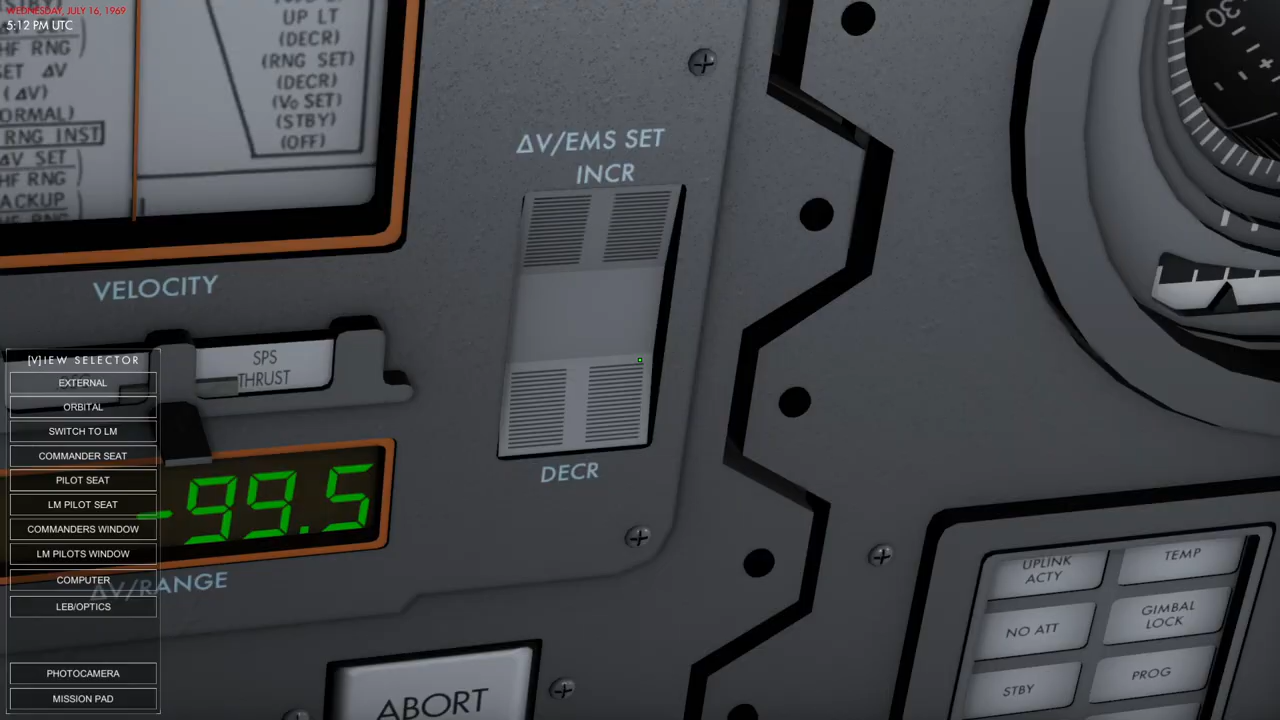 WEDNESDAY, JULY 16, 1969
5:12 PM UTC
HF RNG
SET ΔV
(ΔV)
RNG INST
ΔV SET
HF RNG
UP LT
(DECR)
(RNG SET)
(DECR)
(Vo SET)
(STBY)
(OFF)
ΔV/EMS SET
INCR
DECR
VELOCITY
SPS
THRUST
-99.5
ΔV/RANGE
ABORT
[V]IEW SELECTOR
EXTERNAL
ORBITAL
SWITCH TO LM
COMMANDER SEAT
PILOT SEAT
LM PILOT SEAT
COMMANDERS WINDOW
LM PILOTS WINDOW
COMPUTER
LEB/OPTICS
PHOTOCAMERA
MISSION PAD
30
UPLINK
ACTY
TEMP
NO ATT
GIMBAL
LOCK
STBY
PROG